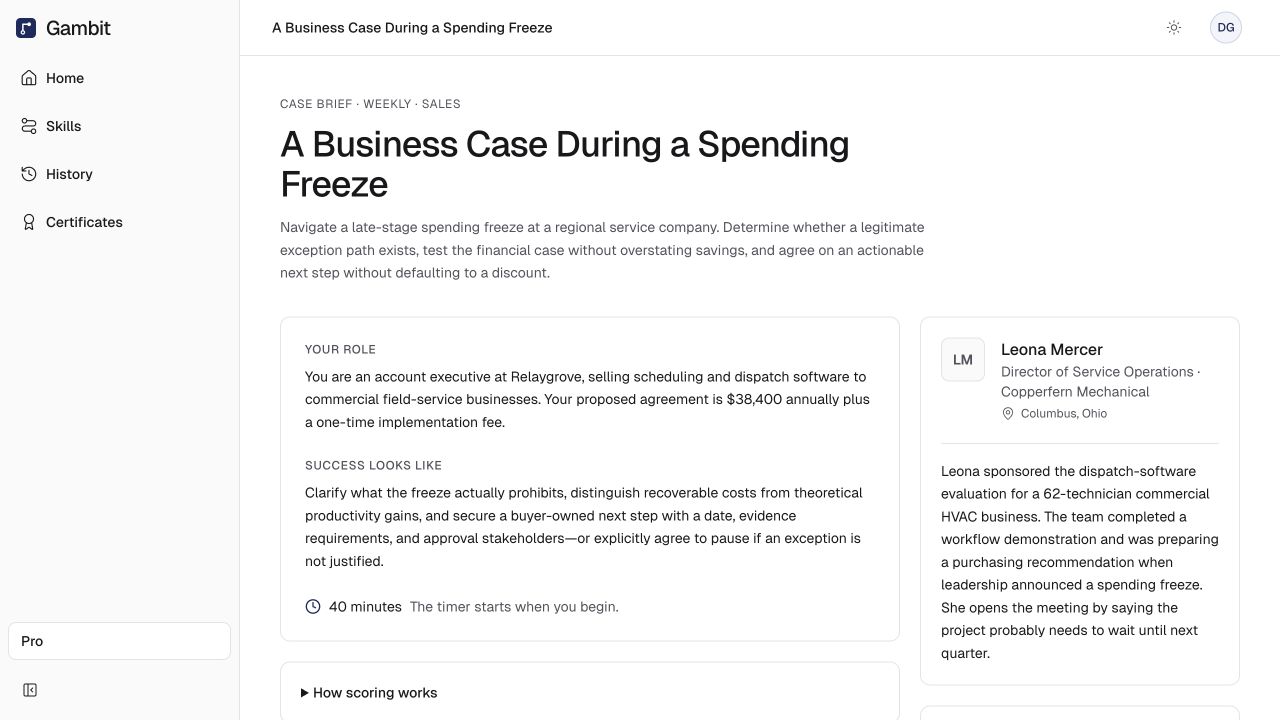 Gambit
Home
Skills
History
Certificates
Pro
A Business Case During a Spending Freeze
DG
CASE BRIEF · WEEKLY · SALES
A Business Case During a Spending
Freeze
Navigate a late-stage spending freeze at a regional service company. Determine whether a legitimate
exception path exists, test the financial case without overstating savings, and agree on an actionable
next step without defaulting to a discount.
YOUR ROLE
You are an account executive at Relaygrove, selling scheduling and dispatch software to
commercial field-service businesses. Your proposed agreement is $38,400 annually plus
a one-time implementation fee.
SUCCESS LOOKS LIKE
Clarify what the freeze actually prohibits, distinguish recoverable costs from theoretical
productivity gains, and secure a buyer-owned next step with a date, evidence
requirements, and approval stakeholders—or explicitly agree to pause if an exception is
not justified.
40 minutes The timer starts when you begin.
How scoring works
LM
Leona Mercer
Director of Service Operations ·
Copperfern Mechanical
Columbus, Ohio
Leona sponsored the dispatch-software
evaluation for a 62-technician commercial
HVAC business. The team completed a
workflow demonstration and was preparing
a purchasing recommendation when
leadership announced a spending freeze.
She opens the meeting by saying the
project probably needs to wait until next
quarter.